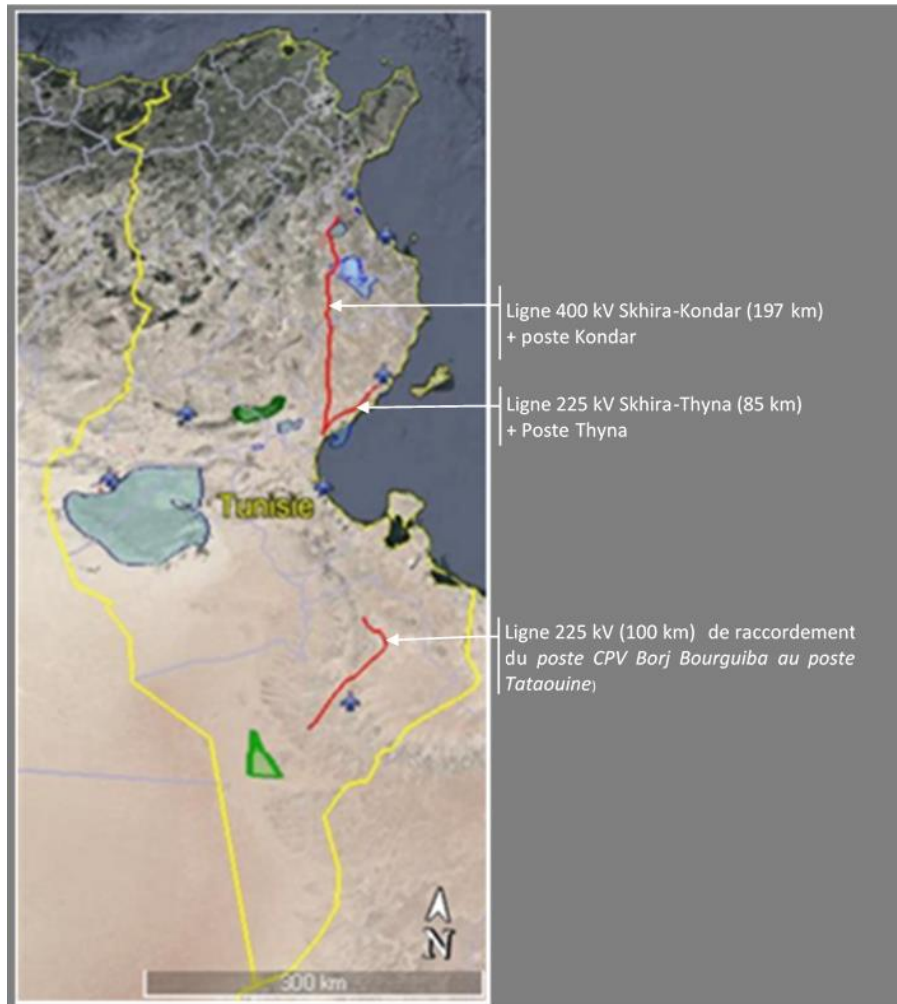 Ligne 400 kV Skhira-Kondar (197 km)
+ poste Kondar
Ligne 225 kV Skhira-Thyna (85 km)
+ Poste Thyna
Tunisie
Ligne 225 kV (100 km) de raccordement
du poste CPV Borj Bourguiba au poste
Tataouine)
N
300 km